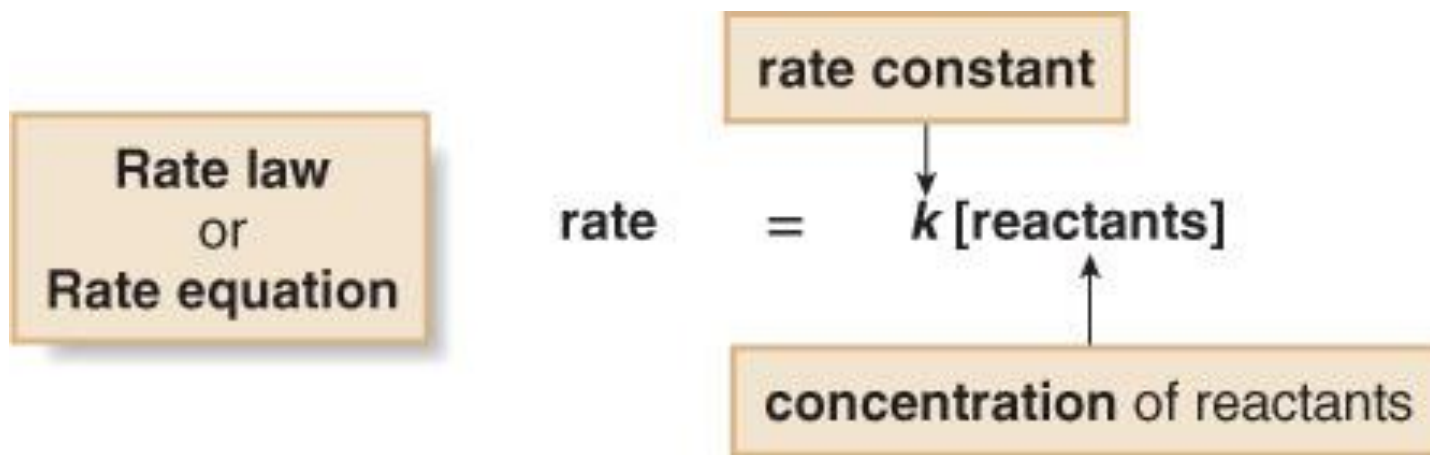 rate constant
Rate law
or
Rate equation
rate = k [reactants]
concentration of reactants